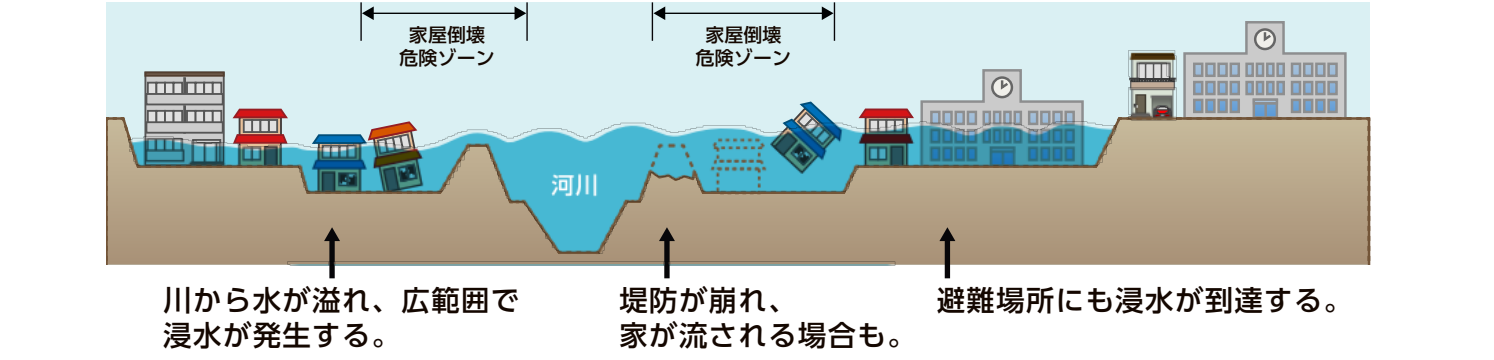 家屋倒壊
危険ゾーン
家屋倒壊
危険ゾーン
河川
川から水が溢れ、広範囲で
浸水が発生する。
堤防が崩れ、
家が流される場合も。
避難場所にも浸水が到達する。